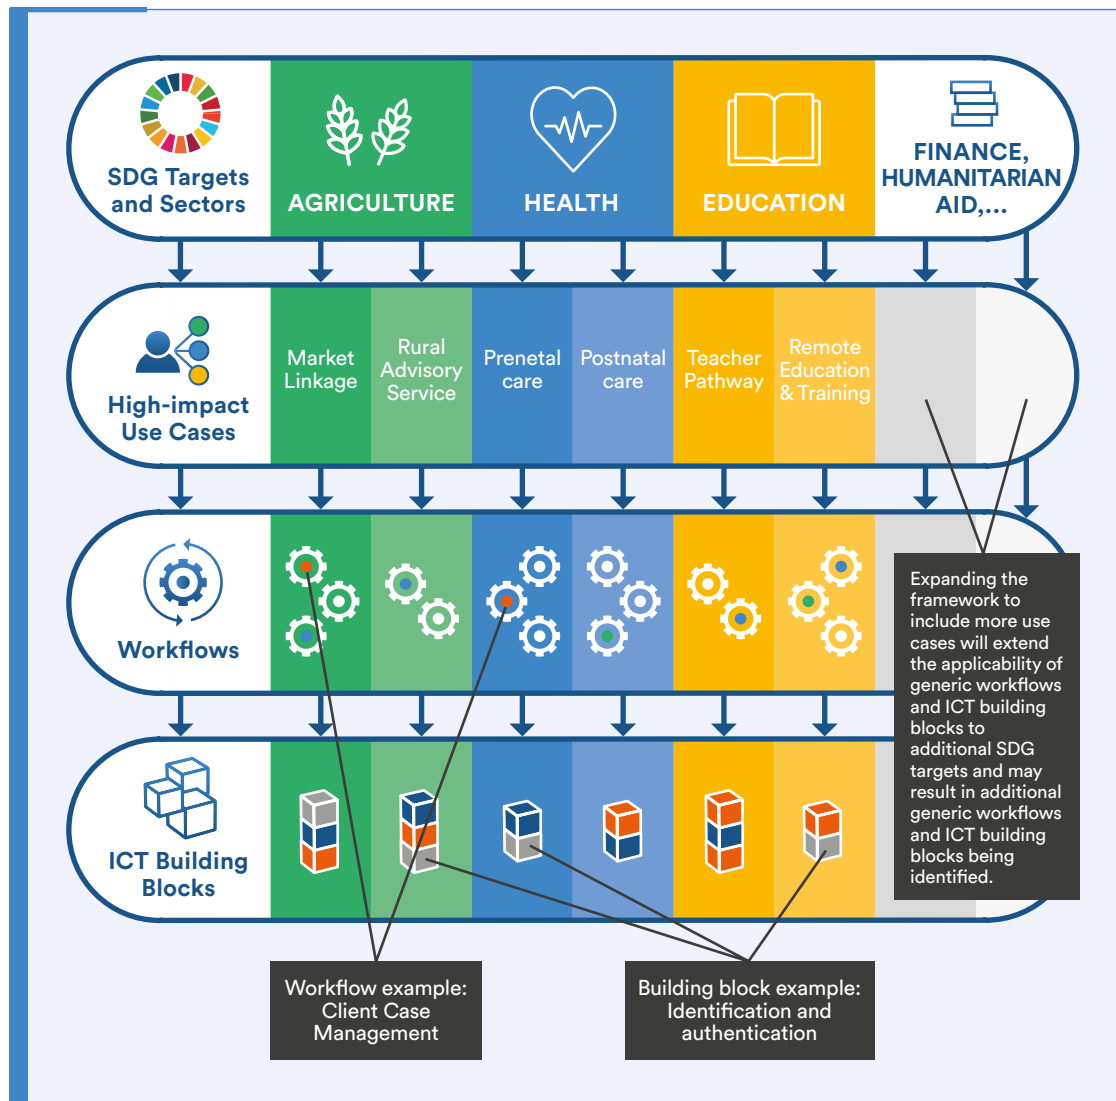 SDG Targets
and Sectors
AGRICULTURE
HEALTH
EDUCATION
FINANCE,
HUMANITARIAN
AID,...
High-impact
Use Cases
Market
Linkage
Rural
Advisory
Service
Prenetal
care
Postnatal
care
Teacher
Pathway
Remote
Education
& Training
Workflows
Expanding the
framework to
include more use
cases will extend
the applicability of
generic workflows
and ICT building
blocks to
additional SDG
targets and may
result in additional
generic workflows
and ICT building
blocks being
identified.
ICT Building
Blocks
Workflow example:
Client Case
Management
Building block example:
Identification and
authentication